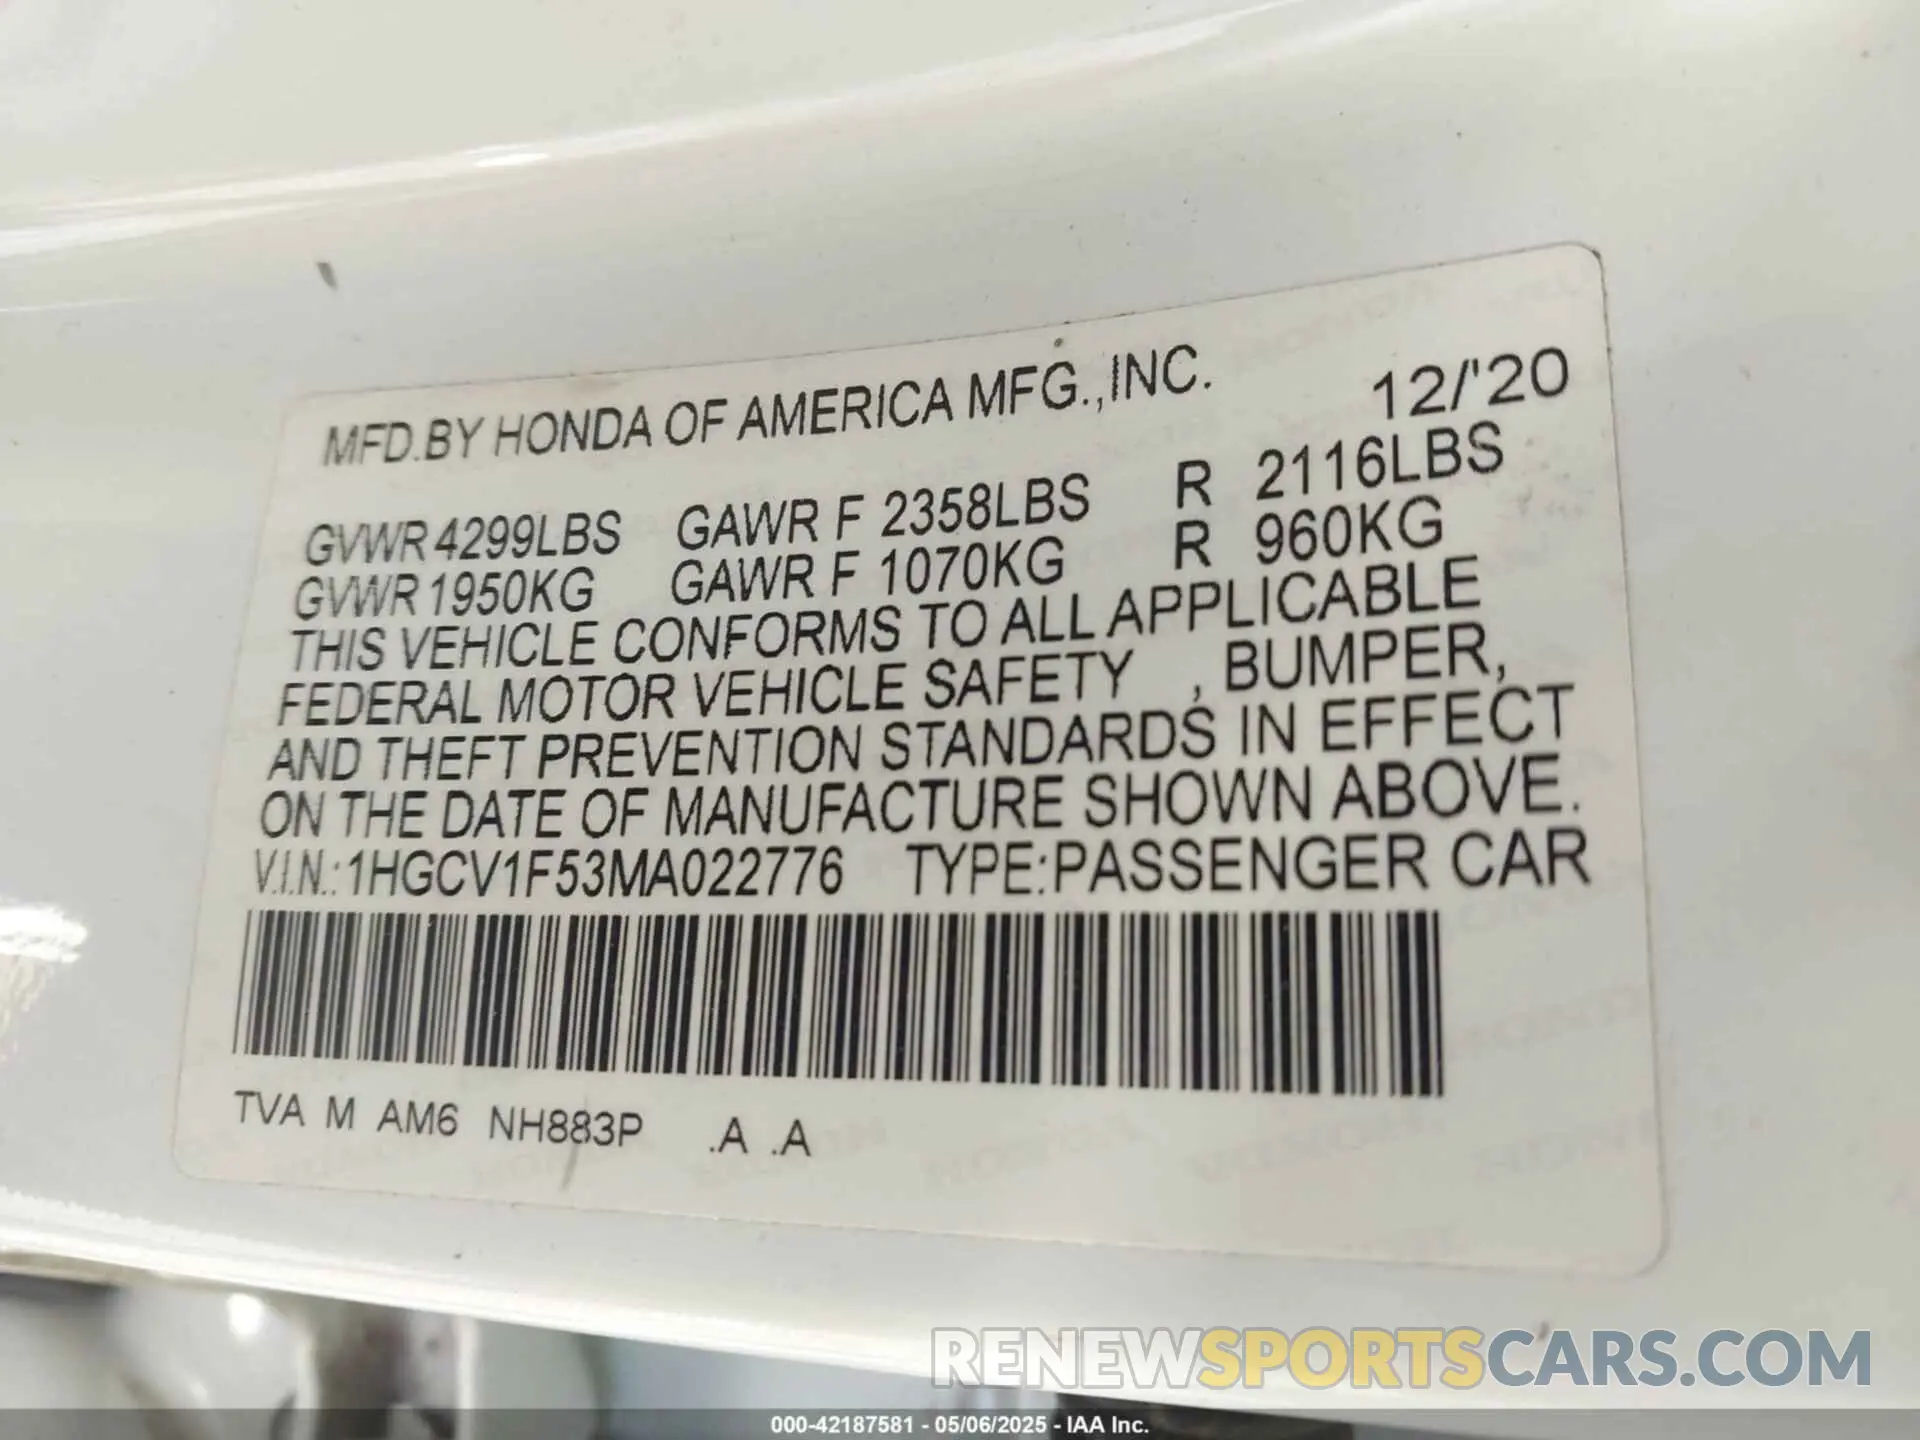 MFD.BY HONDA OF AMERICA MFG.,INC. 12/'20
GVWR 4299LBS GAWR F 2358LBS R 2116LBS
GVWR 1950KG GAWR F 1070KG R 960KG
THIS VEHICLE CONFORMS TO ALL APPLICABLE
FEDERAL MOTOR VEHICLE SAFETY , BUMPER,
AND THEFT PREVENTION STANDARDS IN EFFECT
ON THE DATE OF MANUFACTURE SHOWN ABOVE.
V.I.N.:1HGCV1F53MA022776 TYPE:PASSENGER CAR
TVA M AM6 NH883P .A .A
RENEWSPORTSCARS.COM
000-42187581 - 05/06/2025 - IAA Inc.